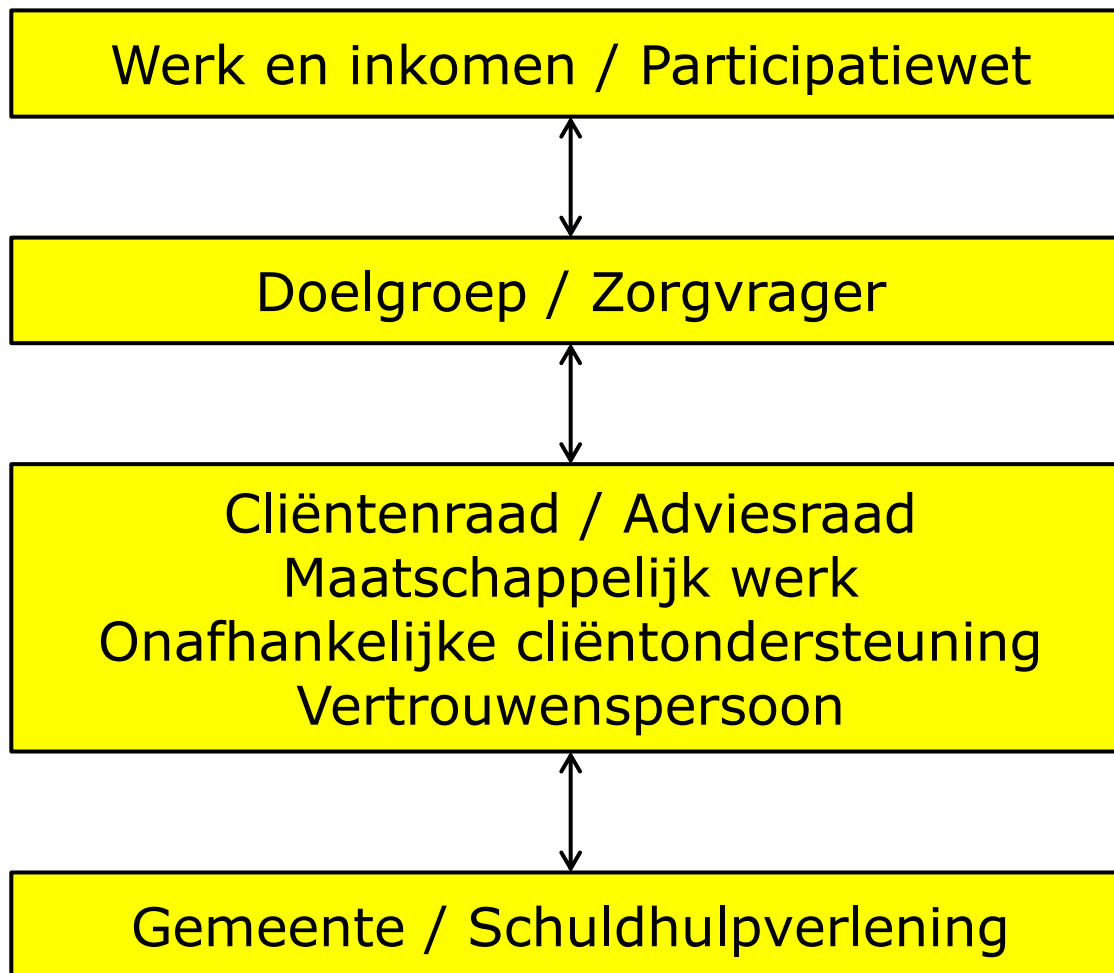 Werk en inkomen / Participatiewet
Doelgroep / Zorgvrager
Cliëntenraad / Adviesraad
Maatschappelijk werk
Onafhankelijke cliëntondersteuning
Vertrouwenspersoon
Gemeente / Schuldhulpverlening